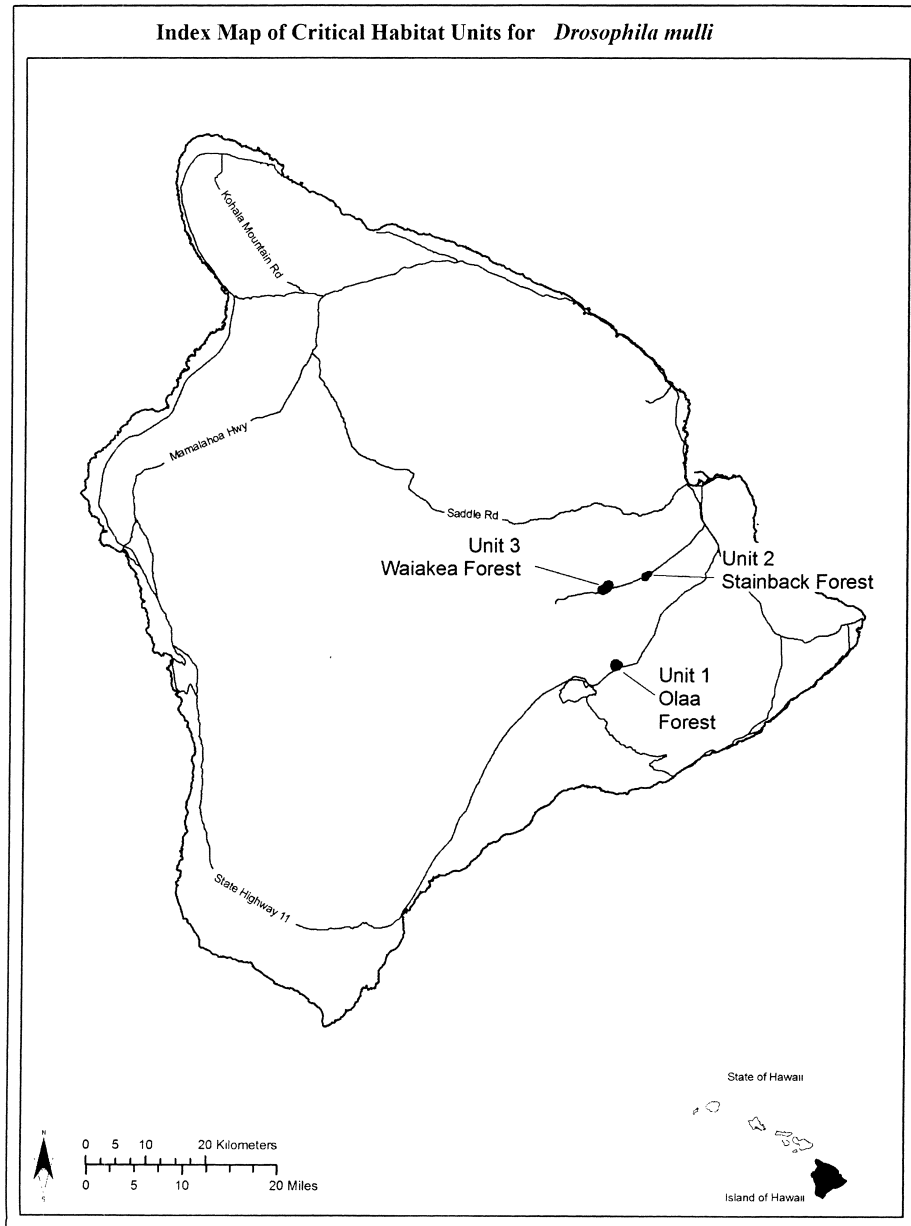 Index Map of Critical Habitat Units for Drosophila mulli
Kohala Mountain Rd
Mamalahoa Hwy
Saddle Rd
Unit 3
Waiakea Forest
Unit 2
Stainback Forest
Unit 1
Olaa
Forest
State Highway 11
State of Hawaii
N
0 5 10 20 Kilometers
0 5 10 20 Miles
S
Island of Hawaii